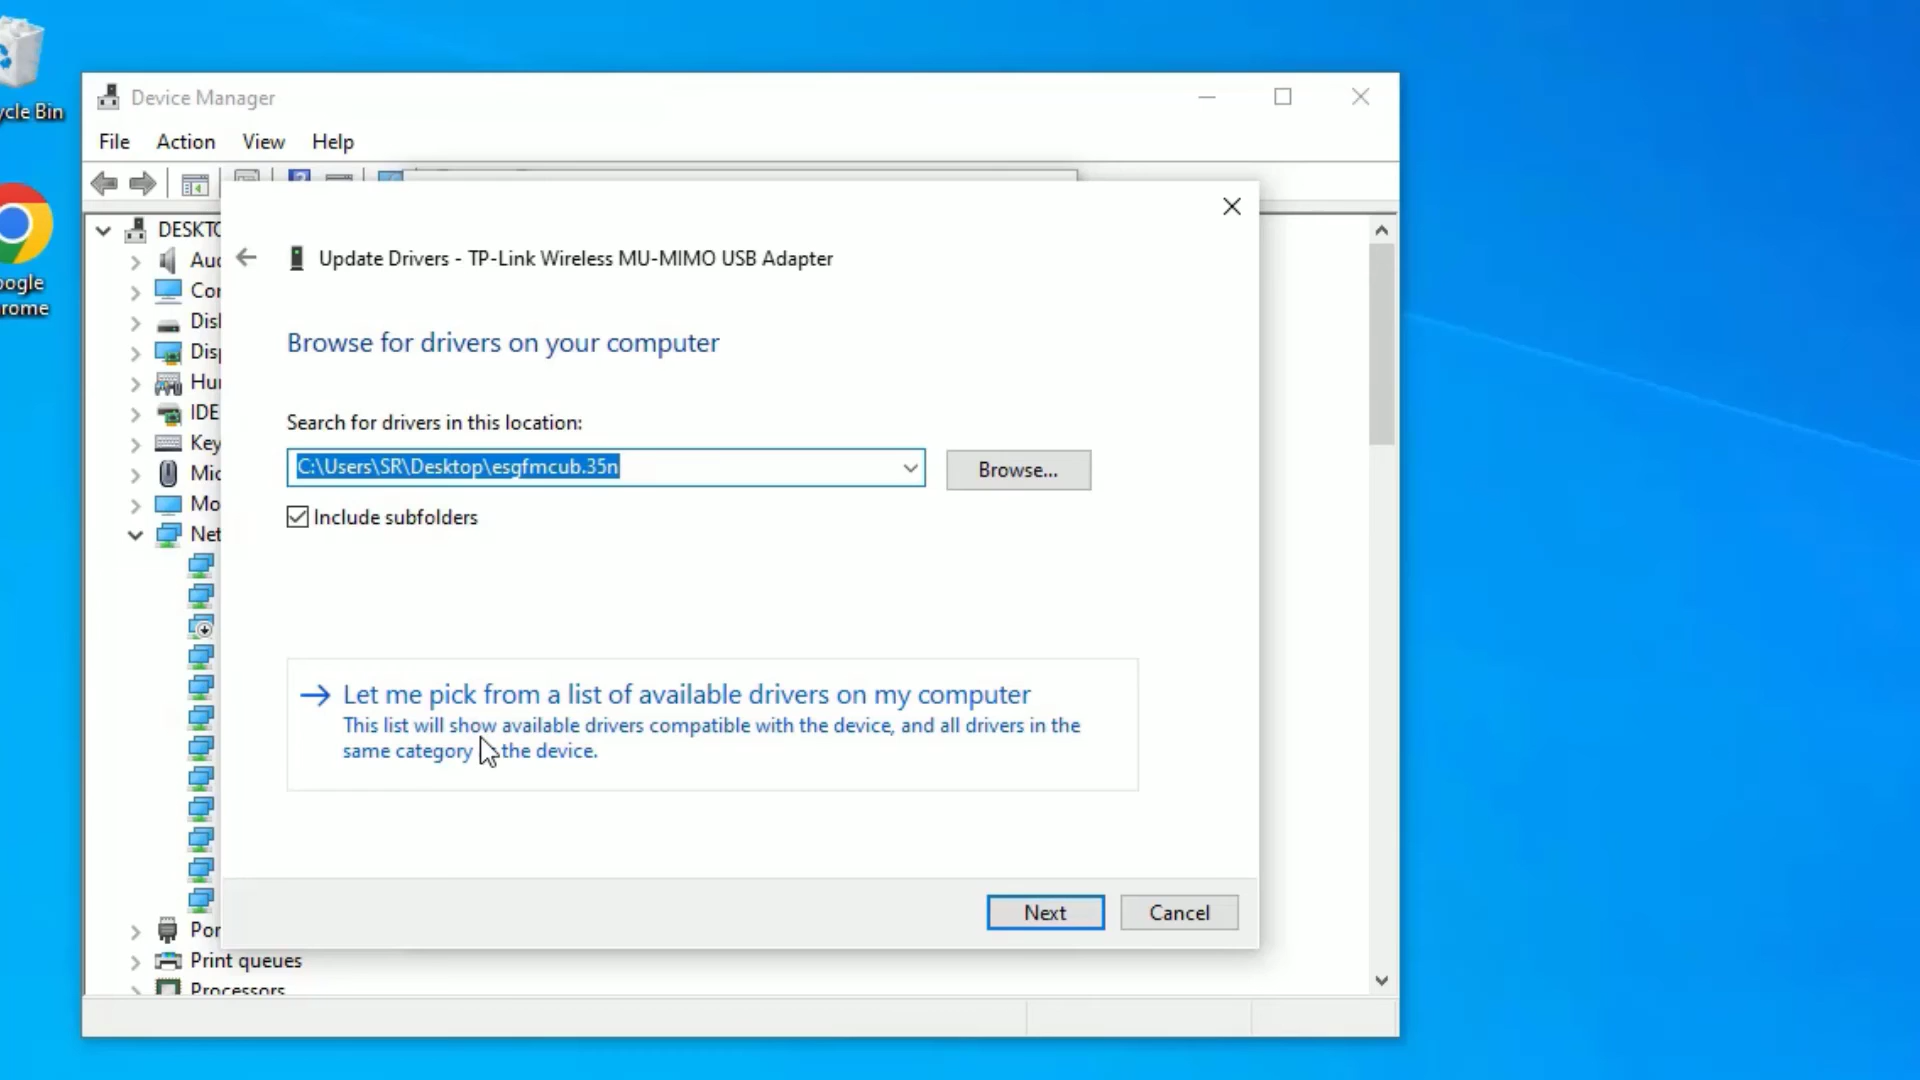 ycle Bin
oogle
rome
Device Manager
File Action View Help
DESKTO
Auc
Cor
Disl
Disp
Hur
IDE
Key
Mic
Mo
Net
Por
Print queues
Processors
Update Drivers - TP-Link Wireless MU-MIMO USB Adapter
Browse for drivers on your computer
Search for drivers in this location:
C:\Users\SR\Desktop\esgfmcub.35n
Browse...
Include subfolders
Let me pick from a list of available drivers on my computer
This list will show available drivers compatible with the device, and all drivers in the
same category the device.
Next Cancel